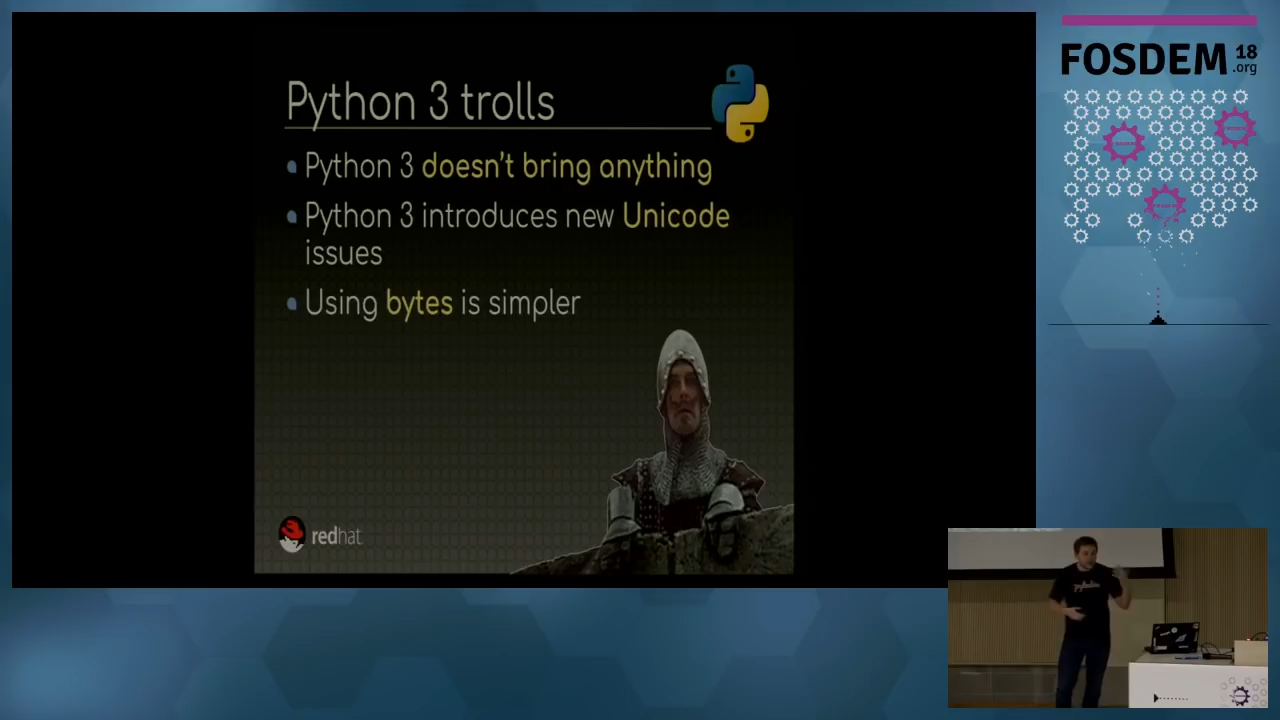 Python 3 trolls
Python 3 doesn't bring anything
Python 3 introduces new Unicode
issues
Using bytes is simpler
redhat
FOSDEM 18
.org